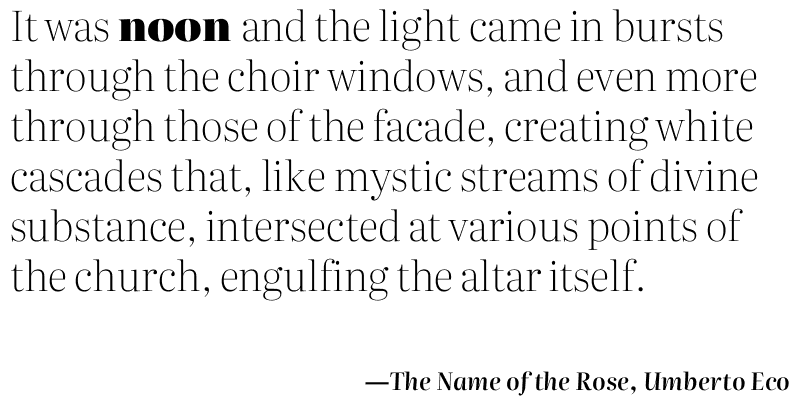 It was noon and the light came in bursts
through the choir windows, and even more
through those of the facade, creating white
cascades that, like mystic streams of divine
substance, intersected at various points of
the church, engulfing the altar itself.
—The Name of the Rose, Umberto Eco